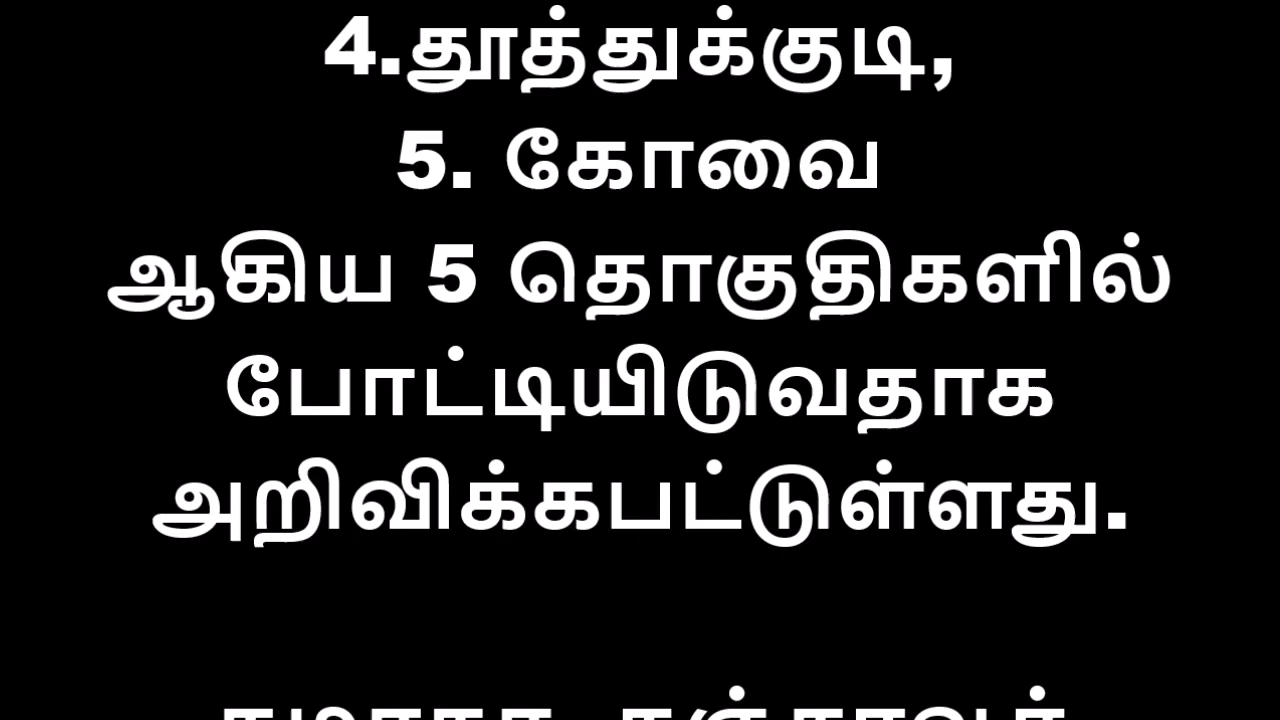 4.தூத்துக்குடி,
5. கோவை
ஆகிய 5 தொகுதிகளில்
போட்டியிடுவதாக
அறிவிக்கபட்டுள்ளது.